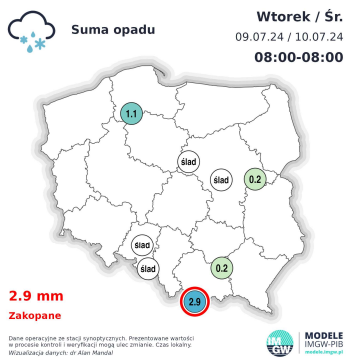 Suma opadu
Wtorek / Śr.
09.07.24 / 10.07.24
08:00-08:00
1.1
ślad
ślad
0.2
ślad
ślad
0.2
2.9
2.9 mm
Zakopane
Dane operacyjne ze stacji synoptycznych. Prezentowane wartości
w procesie kontroli i weryfikacji mogą ulec zmianie. Czas lokalny.
Wizualizacja danych: dr Alan Mandal
IM
GW
MODELE
IMGW-PIB
modele.imgw.pl